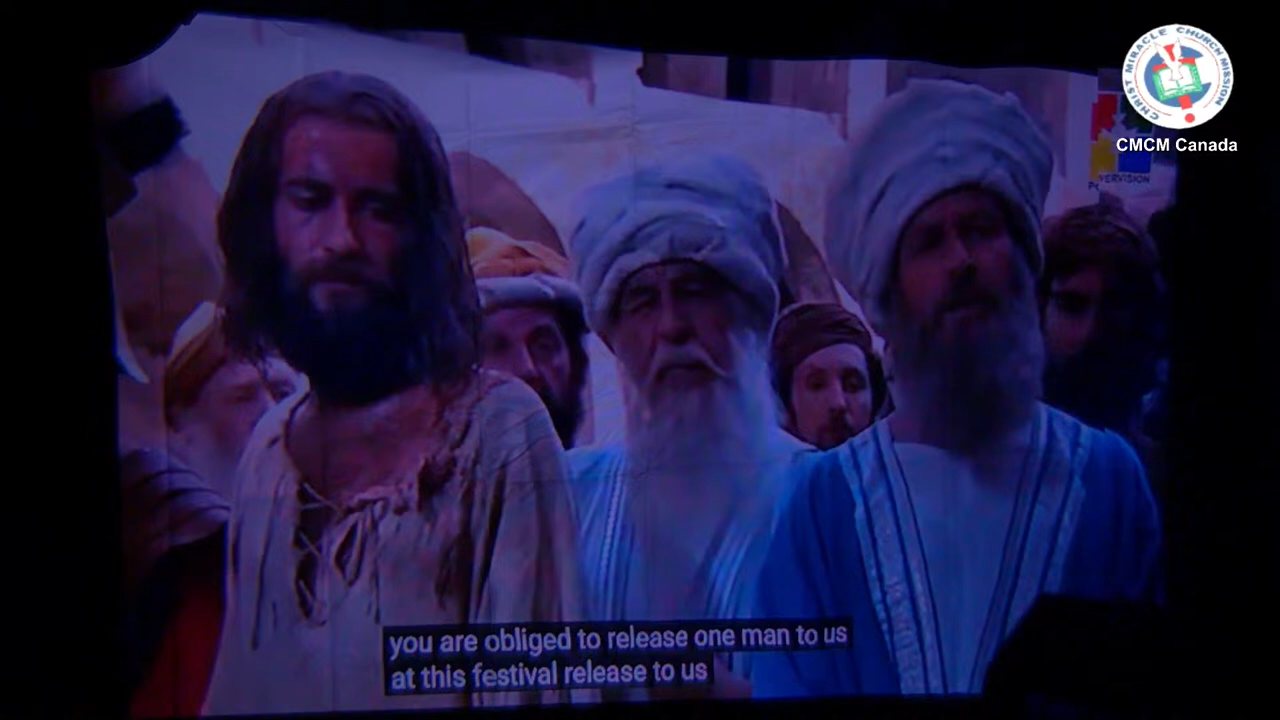 CHRIST MIRACLE CHURCH MISSION
CMCM Canada
you are obliged to release one man to us
at this festival release to us